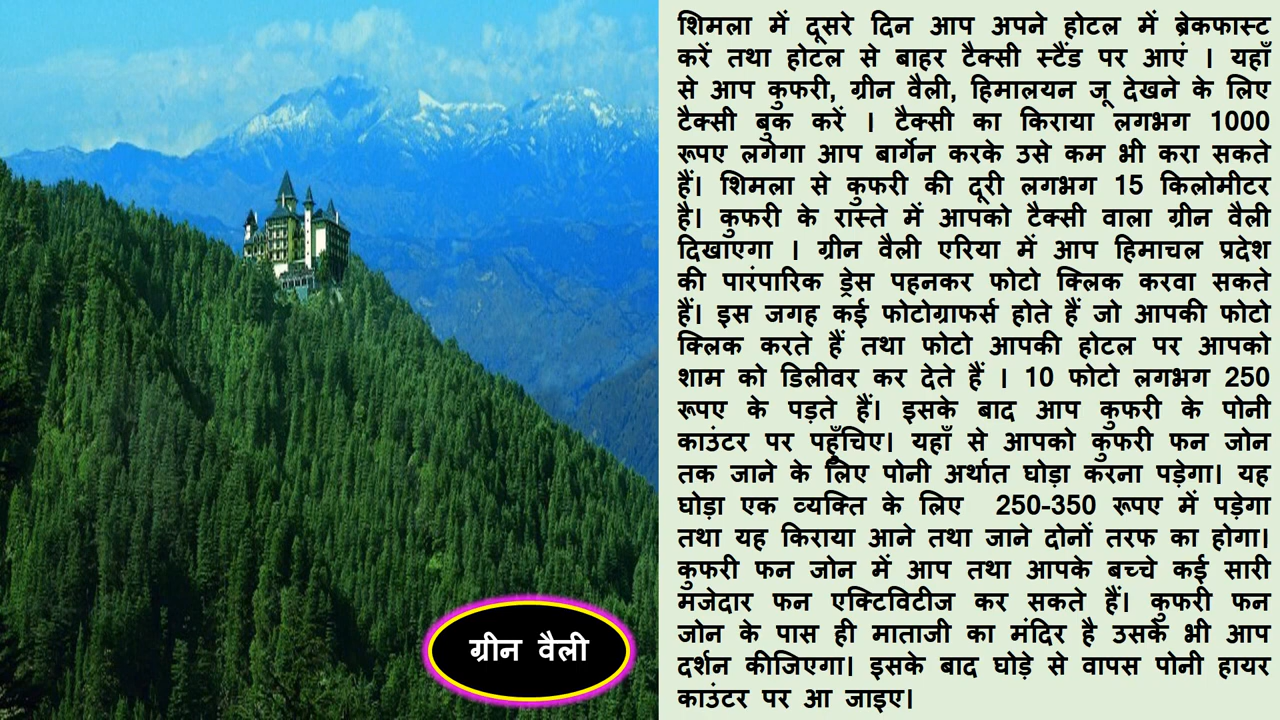 शिमला में दूसरे दिन आप अपने होटल में ब्रेकफास्ट
करें तथा होटल से बाहर टैक्सी स्टैंड पर आएं । यहाँ
से आप कुफरी, ग्रीन वैली, हिमालयन जू देखने के लिए
टैक्सी बुक करें । टैक्सी का किराया लगभग 1000
रूपए लगेगा आप बार्गेन करके उसे कम भी करा सकते
हैं। शिमला से कुफरी की दूरी लगभग 15 किलोमीटर
है। कुफरी के रास्ते में आपको टैक्सी वाला ग्रीन वैली
दिखाएगा । ग्रीन वैली एरिया में आप हिमाचल प्रदेश
की पारंपारिक ड्रेस पहनकर फोटो क्लिक करवा सकते
हैं। इस जगह कई फोटोग्राफर्स होते हैं जो आपकी फोटो
क्लिक करते हैं तथा फोटो आपकी होटल पर आपको
शाम को डिलीवर कर देते हैं । 10 फोटो लगभग 250
रूपए के पड़ते हैं। इसके बाद आप कुफरी के पोनी
काउंटर पर पहुँचिए। यहाँ से आपको कुफरी फन जोन
तक जाने के लिए पोनी अर्थात घोड़ा करना पड़ेगा। यह
घोड़ा एक व्यक्ति के लिए 250-350 रूपए में पड़ेगा
तथा यह किराया आने तथा जाने दोनों तरफ का होगा।
कुफरी फन जोन में आप तथा आपके बच्चे कई सारी
मजेदार फन एक्टिविटीज कर सकते हैं। कुफरी फन
जोन के पास ही माताजी का मंदिर है उसके भी आप
दर्शन कीजिएगा। इसके बाद घोड़े से वापस पोनी हायर
काउंटर पर आ जाइए।
ग्रीन वैली